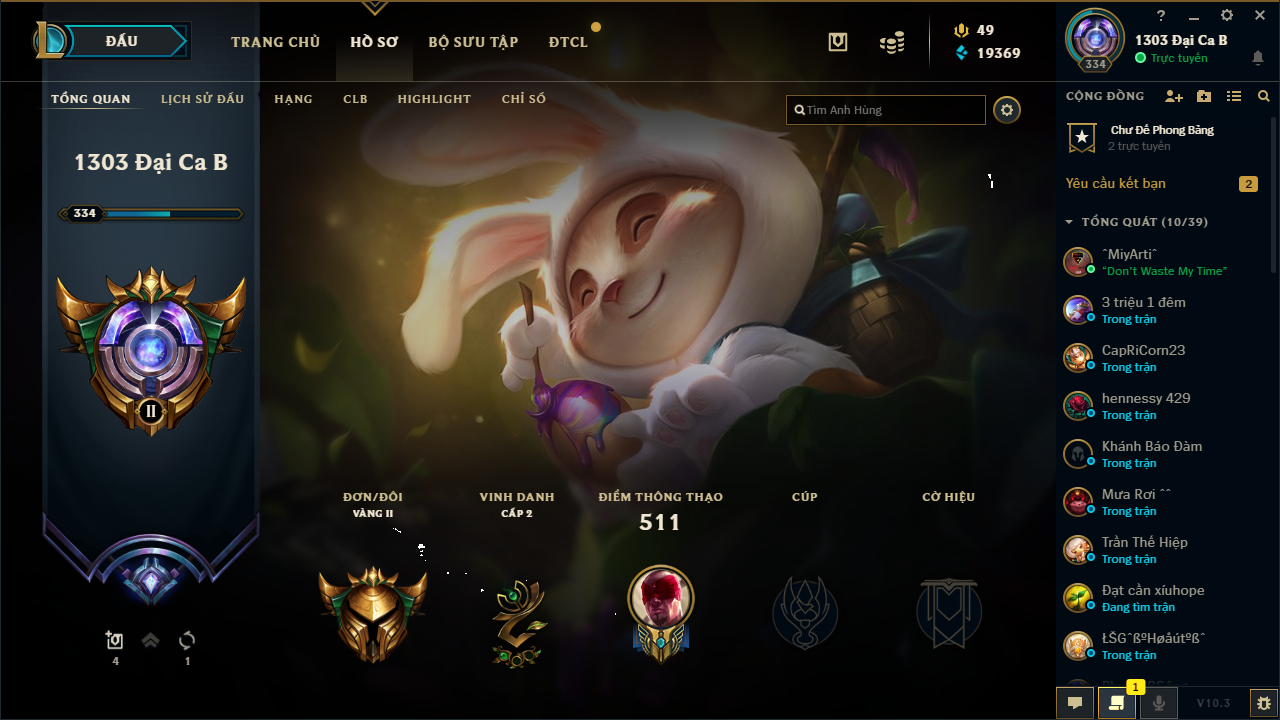 ĐẤU
TRANG CHỦ
HỒ SƠ
BỘ SƯU TẬP
ĐTCL
49
19369
?
334
1303 Đại Ca B
Trực tuyến
TỔNG QUAN
LỊCH SỬ ĐẤU
HẠNG
CLB
HIGHLIGHT
CHỈ SỐ
Tìm Anh Hùng
1303 Đại Ca B
334
II
ĐƠN/ĐÔI
VÀNG II
VINH DANH
CẤP 2
ĐIỂM THÔNG THẠO
511
CÚP
CỜ HIỆU
4
1
CỘNG ĐỒNG
Chư Đế Phong Bảng
2 trực tuyến
Yêu cầu kết bạn
2
TỔNG QUÁT (10/39)
ˆMiyArtiˆ
"Don't Waste My Time"
3 triệu 1 đêm
Trong trận
CapRiCorn23
Trong trận
hennessy 429
Trong trận
Khánh Báo Đàm
Trong trận
Mưa Rơi ˆˆ
Trong trận
Trần Thế Hiệp
Trong trận
Đạt cần xíuhope
Đang tìm trận
ŁŠGˆßºHøåútºßˆ
Trong trận
1
V10.3